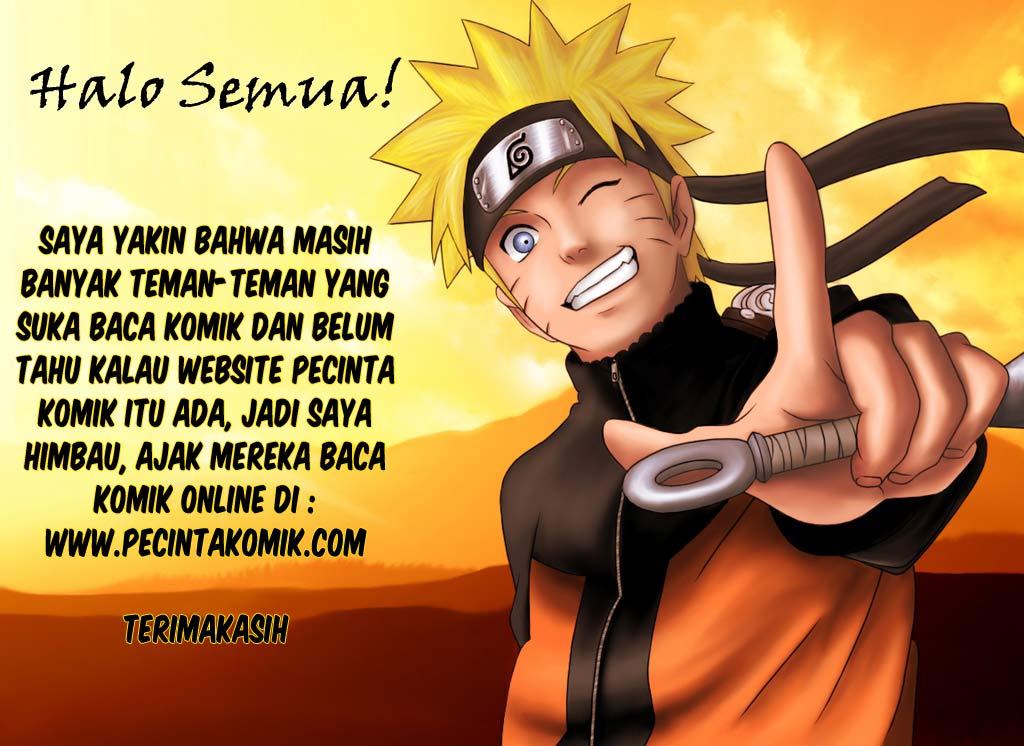 Halo Semua!
SAYA YAKIN BAHWA MASIH
BANYAK TEMAN-TEMAN YANG
SUKA BACA KOMIK DAN BELUM
TAHU KALAU WEBSITE PECINTA
KOMIK ITU ADA, JADI SAYA
HIMBAU, AJAK MEREKA BACA
KOMIK ONLINE DI :
WWW.PECINTAKOMIK.COM
TERIMAKASIH